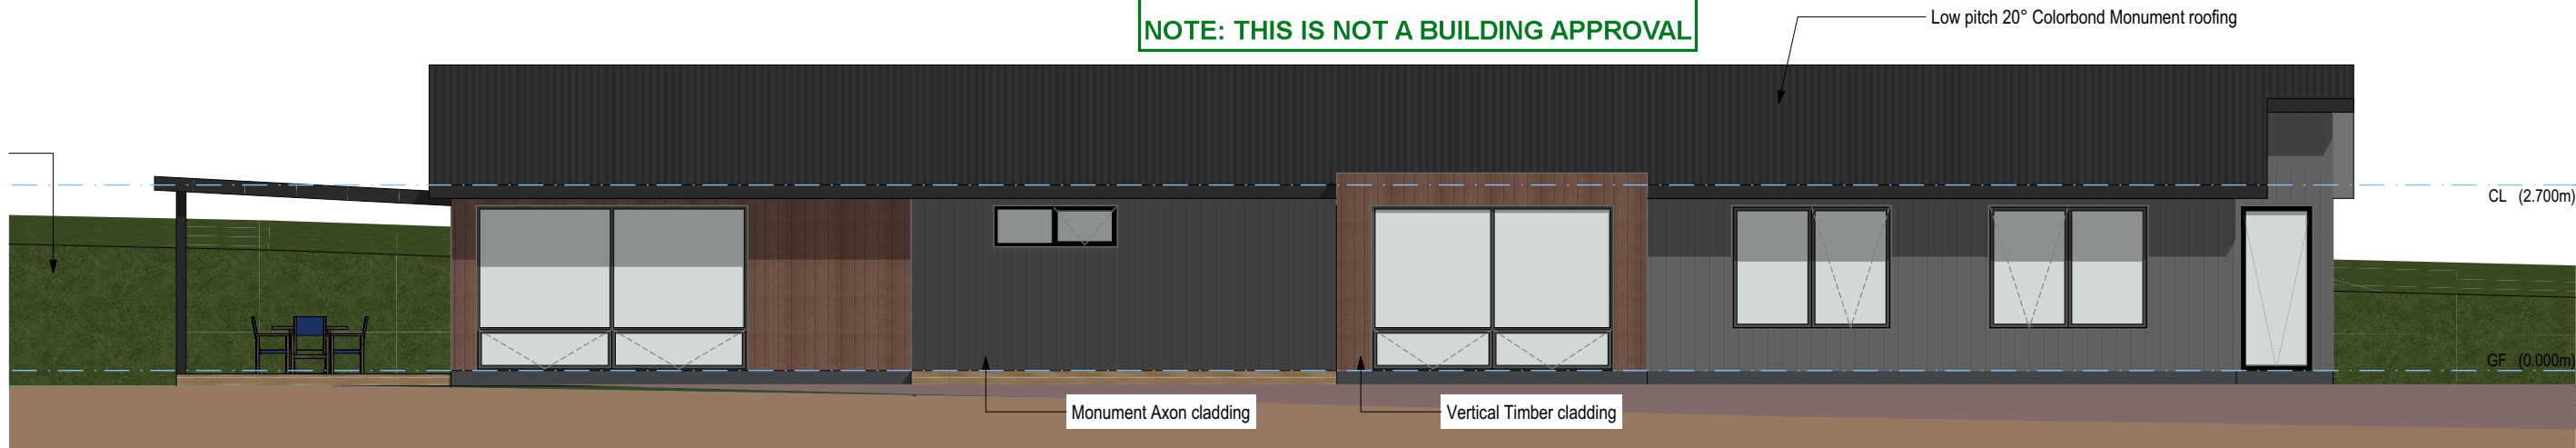 NOTE: THIS IS NOT A BUILDING APPROVAL
Low pitch 20° Colorbond Monument roofing
CL (2.700m)
GF (0.000m)
Monument Axon cladding
Vertical Timber cladding